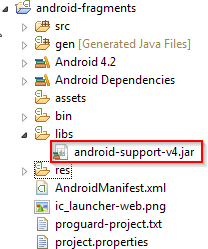 android-fragments
src
gen [Generated Java Files]
Android 4.2
Android Dependencies
assets
bin
libs
android-support-v4.jar
res
AndroidManifest.xml
ic_launcher-web.png
proguard-project.txt
project.properties